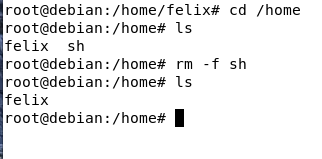 root@debian:/home/felix# cd /home
root@debian:/home# ls
felix  sh
root@debian:/home# rm -f sh
root@debian:/home# ls
felix
root@debian:/home#